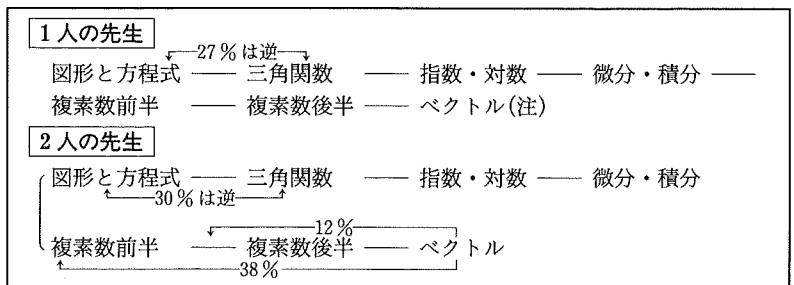 1人の先生
27%は逆
図形と方程式 ― 三角関数 ― 指数・対数 ― 微分・積分 ―
複素数前半 ― 複素数後半 ― ベクトル(注)
2人の先生
図形と方程式 ― 三角関数 ― 指数・対数 ― 微分・積分
30%は逆
12%
複素数前半 ― 複素数後半 ― ベクトル
38%